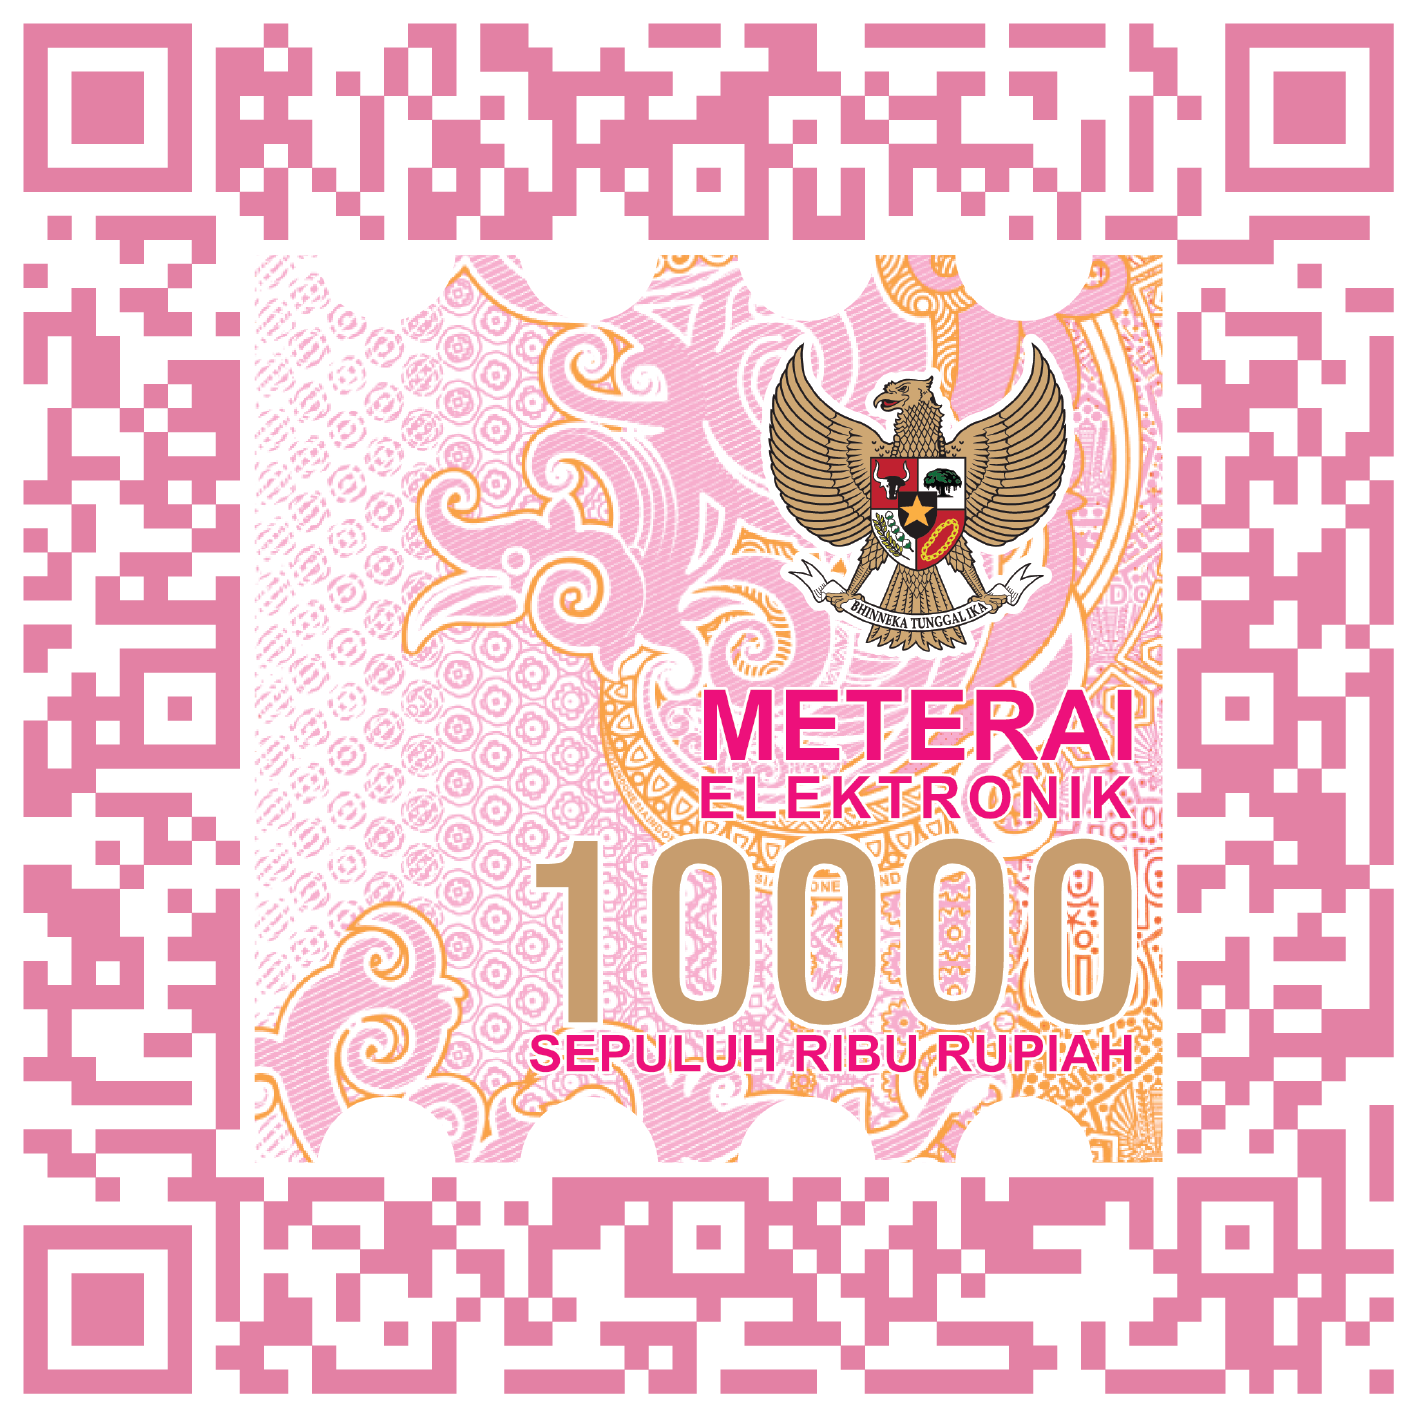 BHINNEKA TUNGGAL IKA
METERAI
ELEKTRONIK
10000
SEPULUH RIBU RUPIAH